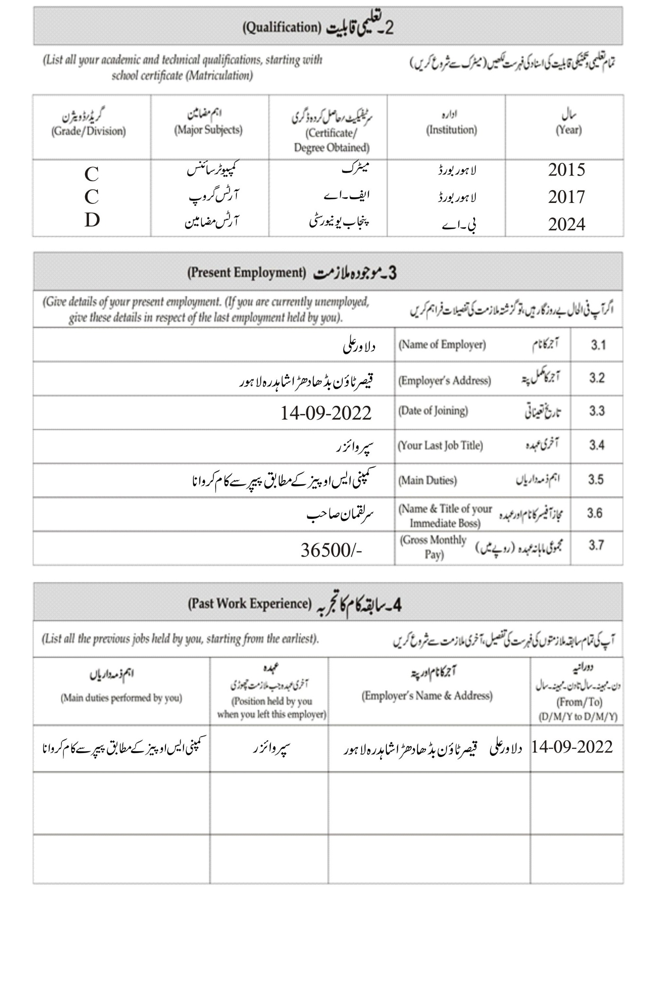 2۔تعلیمی قابلیت (Qualification)
تمام تعلیمی وتکنیکی قابلیت کی اسناد کی فہرست لکھیں (میٹرک سے شروع کریں)
(List all your academic and technical qualifications, starting with
school certificate (Matriculation)
سال ادارہ سرٹیفکیٹ/حاصل کردہ ڈگری اہم مضامین گریڈ/ڈویژن
(Year) (Institution) (Certificate/ (Major Subjects) (Grade/Division)
Degree Obtained)
2015 لاہور بورڈ میٹرک کمپیوٹر سائنس C
2017 لاہور بورڈ ایف۔اے آرٹس گروپ C
2024 بی۔اے پنجاب یونیورسٹی آرٹس مضامین D
3۔موجودہ ملازمت (Present Employment)
اگر آپ فی الحال بے روزگار ہیں، تو گزشتہ ملازمت کی تفصیلات فراہم کریں
(Give details of your present employment. (If you are currently unemployed,
give these details in respect of the last employment held by you).
3.1 آجر کا نام (Name of Employer) دلاور علی
3.2 آجر کا مکمل پتہ (Employer's Address) قیصر ٹاؤن بڈھا دھڑا شاہدرہ لاہور
3.3 تاریخ تعیناتی (Date of Joining) 14-09-2022
3.4 آخری عہدہ (Your Last Job Title) سپروائزر
3.5 اہم ذمہ داریاں (Main Duties) کمپنی ایس او پیز کے مطابق پیپر سے کام کروانا
3.6 مجاز آفیسر کا نام اور عہدہ (Name & Title of your
Immediate Boss) سر لقمان صاحب
3.7 مجموعی ماہانہ عہدہ (روپے میں) (Gross Monthly
Pay) 36500/-
4۔سابقہ کام کا تجربہ (Past Work Experience)
آپ کی تمام سابقہ ملازمتوں کی فہرست کی تفصیل، آخری ملازمت سے شروع کریں
(List all the previous jobs held by you, starting from the earliest).
دورانیہ آجر کا نام اور پتہ عہدہ اہم ذمہ داریاں
دن۔مہینہ۔سال تا دن۔مہینہ۔سال آخری عہدہ جب ملازمت چھوڑی
(From/To) (Employer's Name & Address) (Position held by you (Main duties performed by you)
(D/M/Y to D/M/Y) when you left this employer)
14-09-2022 دلاور علی قیصر ٹاؤن بڈھا دھڑا شاہدرہ لاہور سپروائزر کمپنی ایس او پیز کے مطابق پیپر سے کام کروانا